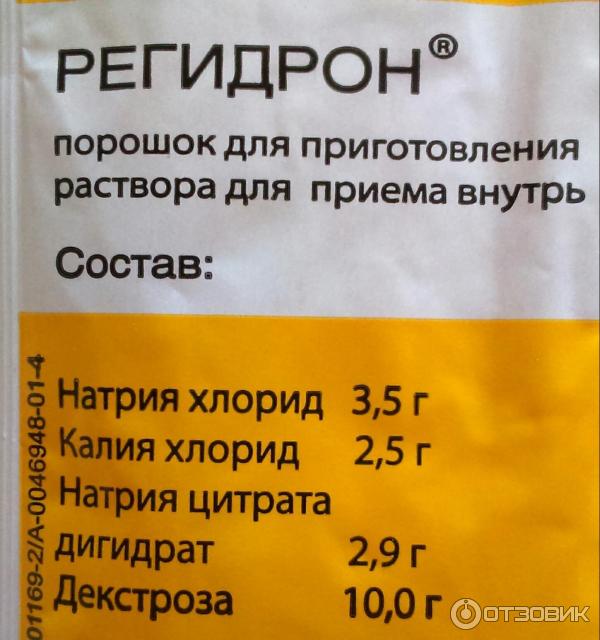 РЕГИДРОН®
порошок для приготовления
раствора для приема внутрь
Состав:
Натрия хлорид 3,5 г
Калия хлорид 2,5 г
Натрия цитрата
дигидрат 2,9 г
Декстроза 10,0 г
01169-2/A-0046948-01-4
ОТЗОВИК